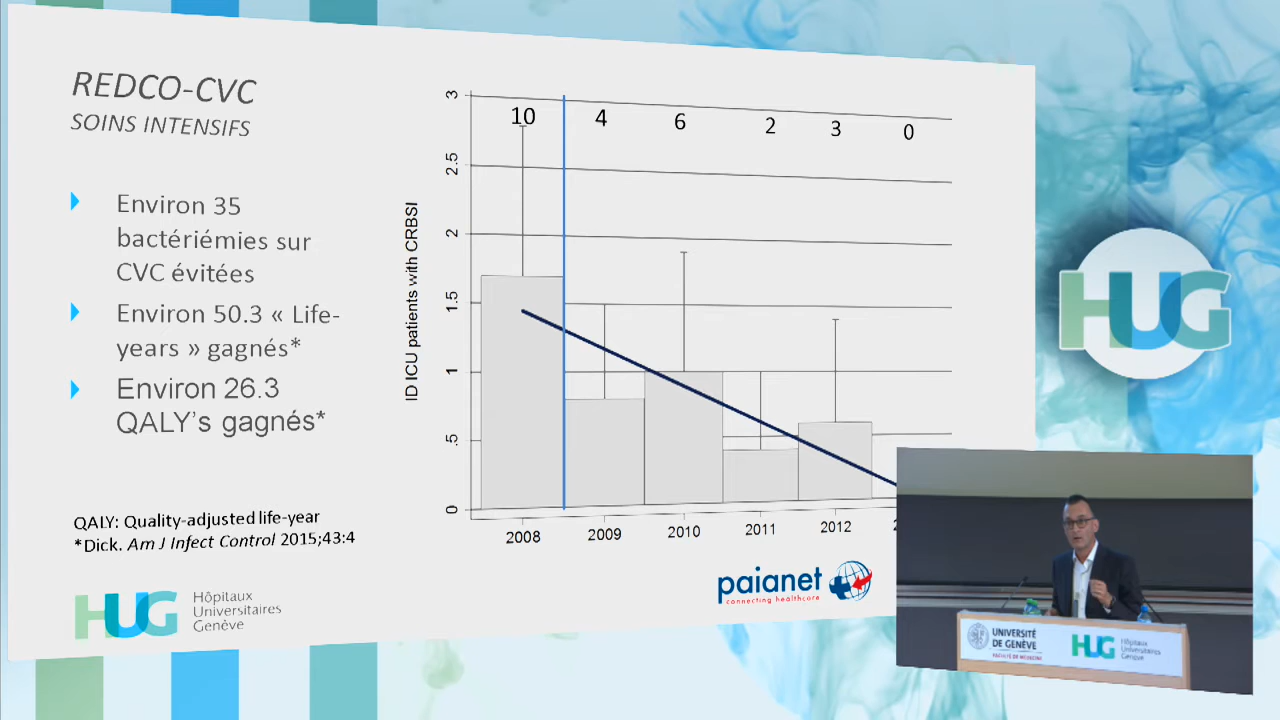 REDCO-CVC
SOINS INTENSIFS
Environ 35
bactériémies sur
CVC évitées
Environ 50.3 « Life-
years » gagnés*
Environ 26.3
QALY's gagnés*
QALY: Quality-adjusted life-year
*Dick. Am J Infect Control 2015;43:4
HUG
Hôpitaux
Universitaires
Genève
ID ICU patients with CRBSI
3
2.5
2
1.5
1
.5
0
10 4 6 2 3 0
2008 2009 2010 2011 2012
paianet
connecting healthcare
HUG
UNIVERSITÉ
DE GENÈVE
FACULTÉ DE MÉDECINE
HUG
Hôpitaux
Universitaires
Genève